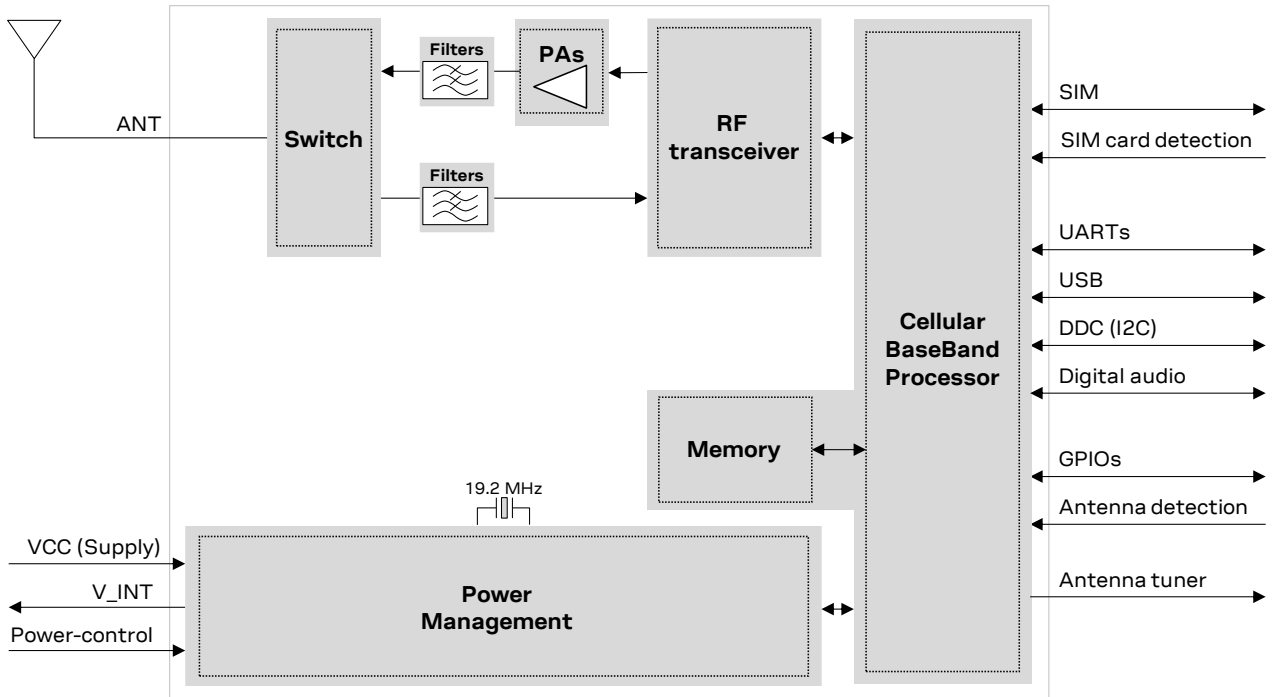 Filters
PAs
ANT
Switch
RF
transceiver
Filters
SIM
SIM card detection
UARTs
USB
DDC (I2C)
Digital audio
Cellular
BaseBand
Processor
Memory
GPIOs
Antenna detection
Antenna tuner
19.2 MHz
VCC (Supply)
V_INT
Power-control
Power
Management